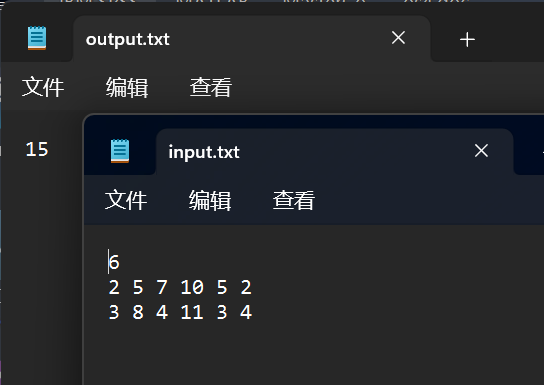 output.txt
文件 编辑 查看
15
input.txt
文件 编辑 查看
6
2 5 7 10 5 2
3 8 4 11 3 4